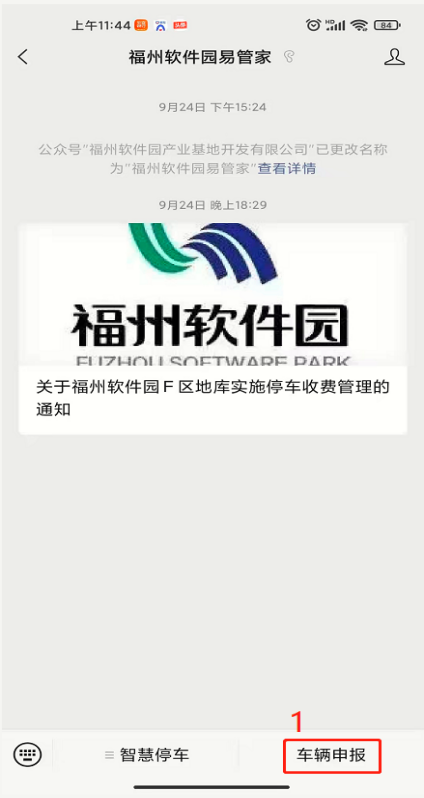 上午11:44
HD
84
福州软件园易管家
9月24日 下午15:24
公众号"福州软件园产业基地开发有限公司"已更改名称
为"福州软件园易管家"查看详情
9月24日 晚上18:29
福州软件园
FUZHOU SOFTWARE PARK
关于福州软件园F区地库实施停车收费管理的
通知
1
智慧停车
车辆申报